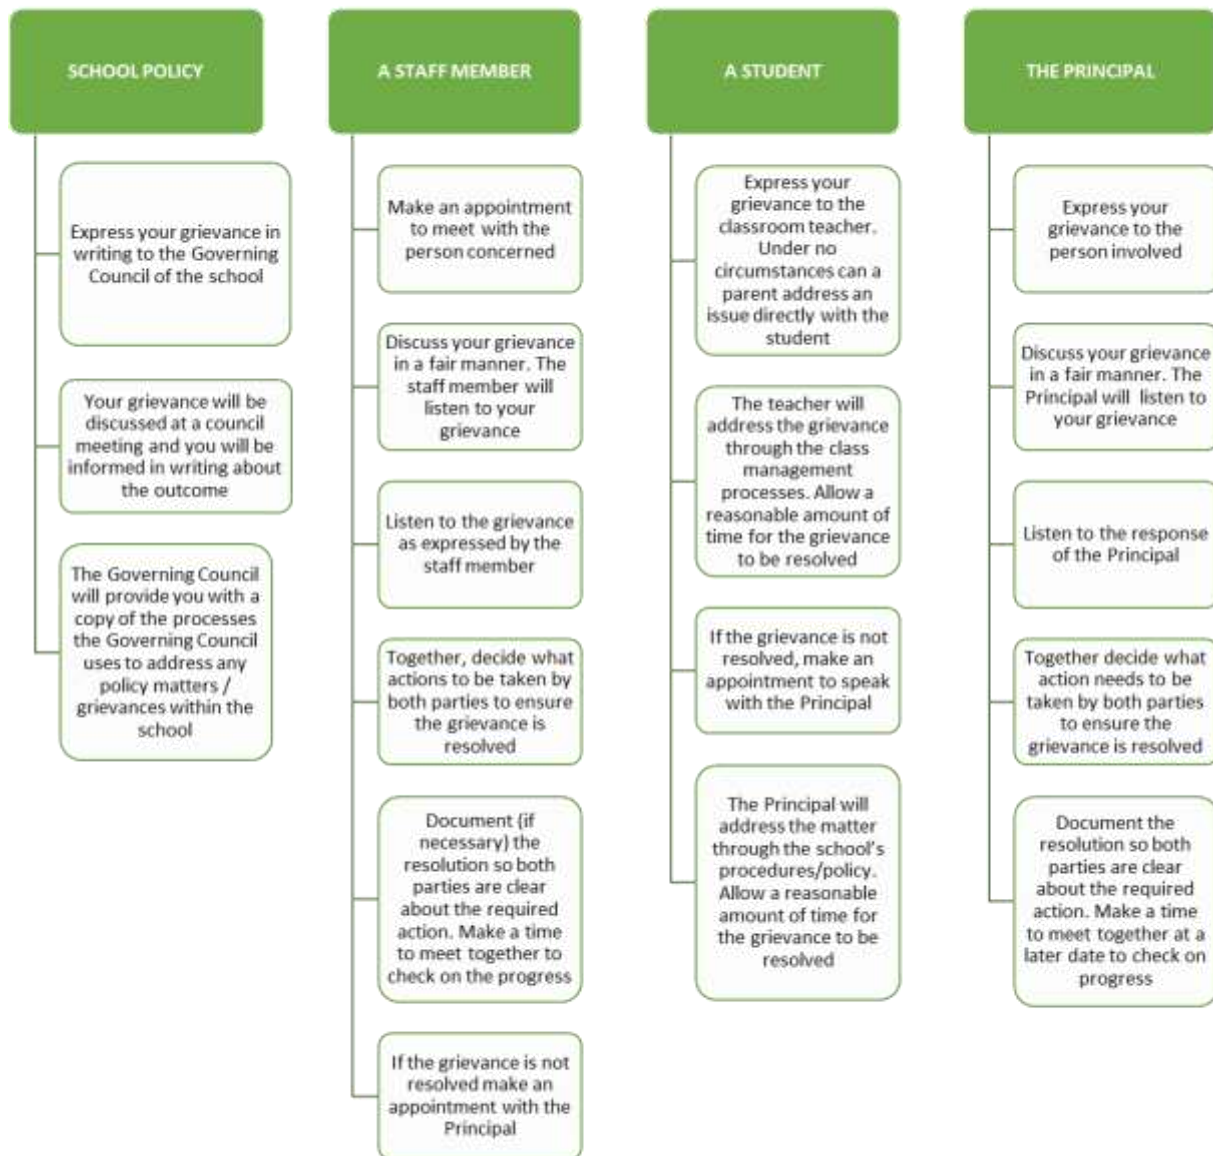 SCHOOL POLICY
Express your grievance in
writing to the Governing
Council of the school
Your grievance will be
discussed at a council
meeting and you will be
informed in writing about
the outcome
The Governing Council
will provide you with a
copy of the processes
the Governing Council
uses to address any
policy matters /
grievances within the
school
A STAFF MEMBER
Make an appointment
to meet with the
person concerned
Discuss your grievance
in a fair manner. The
staff member will
listen to your
grievance
Listen to the grievance
as expressed by the
staff member
Together, decide what
actions to be taken by
both parties to ensure
the grievance is
resolved
Document (if
necessary) the
resolution so both
parties are clear
about the required
action. Make a time
to meet together to
check on the progress
If the grievance is not
resolved make an
appointment with the
Principal
A STUDENT
Express your
grievance to the
classroom teacher.
Under no
circumstances can a
parent address an
issue directly with the
student
The teacher will
address the grievance
through the class
management
processes. Allow a
reasonable amount of
time for the grievance
to be resolved
If the grievance is not
resolved, make an
appointment to speak
with the Principal
The Principal will
address the matter
through the school's
procedures/policy.
Allow a reasonable
amount of time for
the grievance to be
resolved
THE PRINCIPAL
Express your
grievance to the
person involved
Discuss your grievance
in a fair manner. The
Principal will listen to
your grievance
Listen to the response
of the Principal
Together decide what
action needs to be
taken by both parties
to ensure the
grievance is resolved
Document the
resolution so both
parties are clear
about the required
action. Make a time
to meet together at a
later date to check on
progress